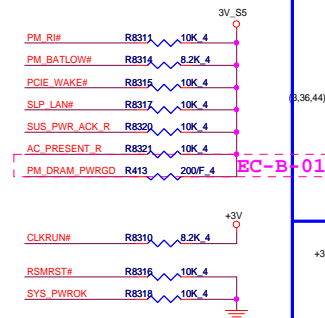 3V_S5
PM_RI# R8311 10K_4
PM_BATLOW# R8314 8.2K_4
PCIE_WAKE# R8315 10K_4
(3,36,44)
SLP_LAN# R8317 10K_4
SUS_PWR_ACK_R R8320 10K_4
AC_PRESENT_R R8321 10K_4
EC-B-01
PM_DRAM_PWRGD R413 200/F_4
+3V
CLKRUN# R8310 8.2K_4
+3
RSMRST# R8316 10K_4
SYS_PWROK R8318 10K_4